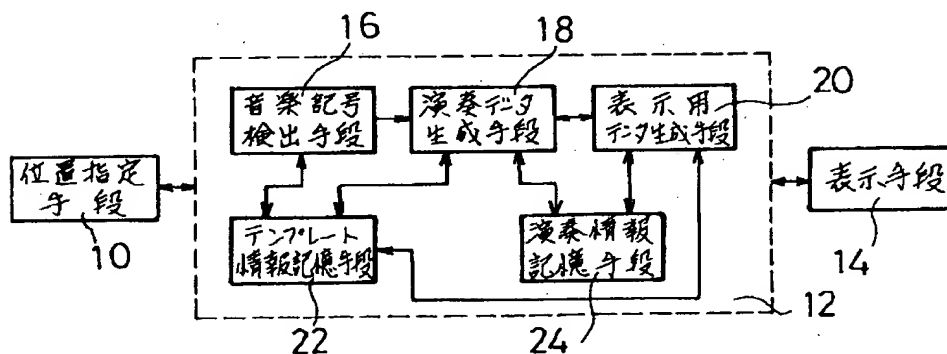 16
18
20
音楽記号
検出手段
演奏データ
生成手段
表示用
データ生成手段
位置指定
手段
10
表示手段
14
テンプレート
情報記憶手段
22
演奏情報
記憶手段
24
12